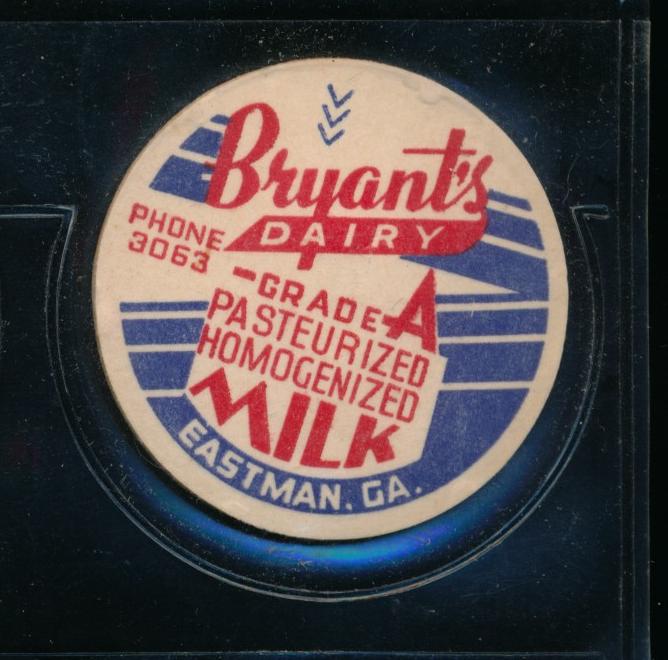 Bryant's
DAIRY
PHONE
3063
-GRADE A
PASTEURIZED
HOMOGENIZED
MILK
EASTMAN, GA.